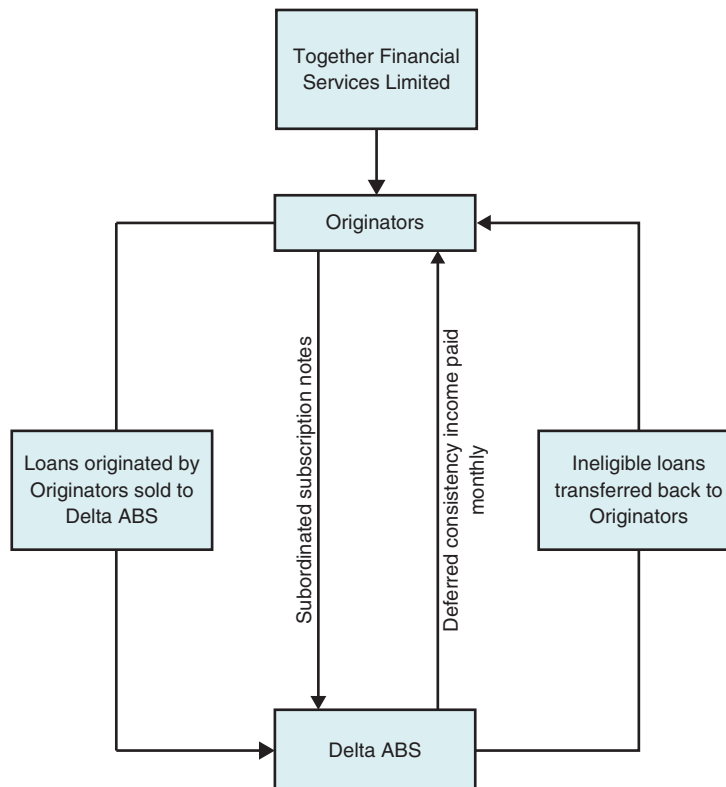 Together Financial
Services Limited
Originators
Subordinated subscription notes
Deferred consistency income paid
monthly
Loans originated by
Originators sold to
Delta ABS
Ineligible loans
transferred back to
Originators
Delta ABS